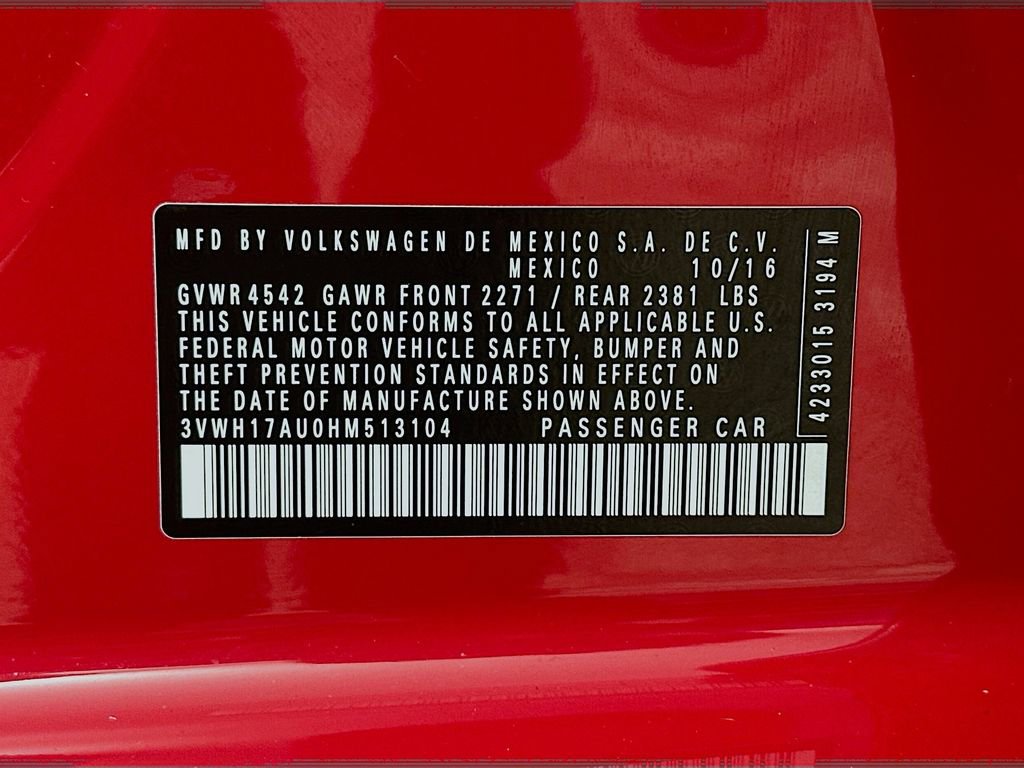 MFD BY VOLKSWAGEN DE MEXICO S.A. DE C.V.
MEXICO 10/16
GVWR 4542 GAWR FRONT 2271 / REAR 2381 LBS
THIS VEHICLE CONFORMS TO ALL APPLICABLE U.S.
FEDERAL MOTOR VEHICLE SAFETY, BUMPER AND
THEFT PREVENTION STANDARDS IN EFFECT ON
THE DATE OF MANUFACTURE SHOWN ABOVE.
3VWH17AU0HM513104 PASSENGER CAR
4233015 3194 M